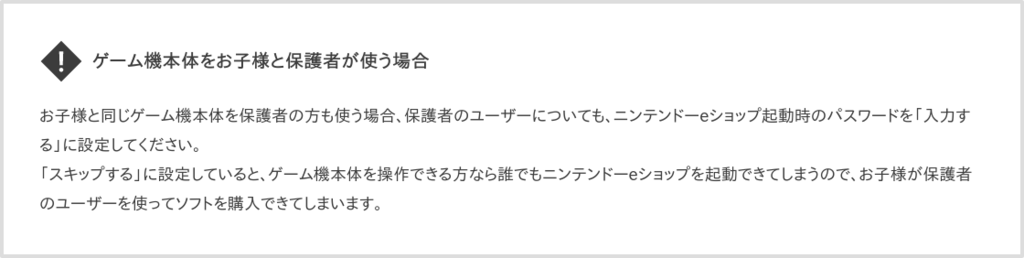 ゲーム機本体をお子様と保護者が使う場合
お子様と同じゲーム機本体を保護者の方も使う場合、保護者のユーザーについても、ニンテンドーeショップ起動時のパスワードを「入力す
る」に設定してください。
「スキップする」に設定していると、ゲーム機本体を操作できる方なら誰でもニンテンドーeショップを起動できてしまうので、お子様が保護者
のユーザーを使ってソフトを購入できてしまいます。